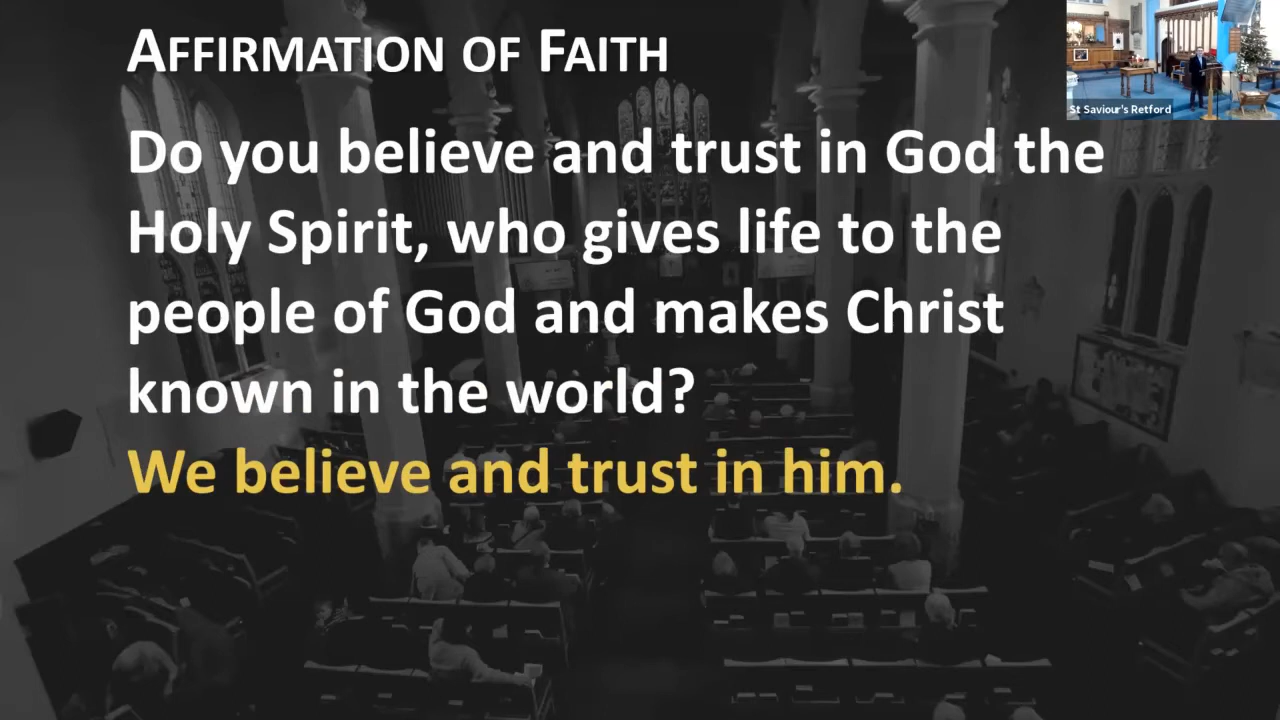 AFFIRMATION OF FAITH
St Saviour's Retford
Do you believe and trust in God the
Holy Spirit, who gives life to the
people of God and makes Christ
known in the world?
We believe and trust in him.